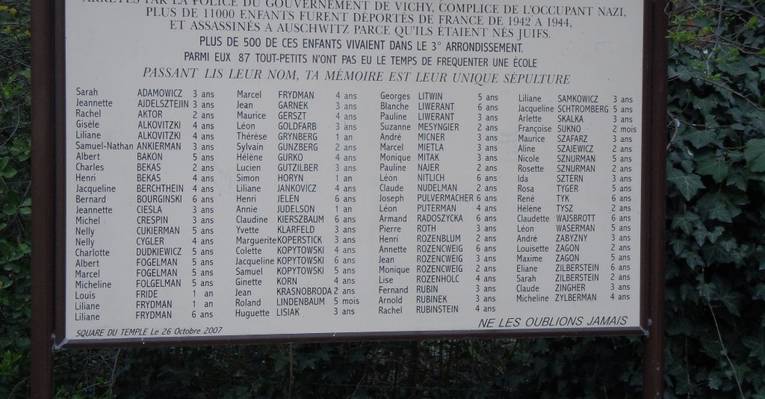 ARRÊTÉS PAR LA POLICE DU GOUVERNEMENT DE VICHY, COMPLICE DE L'OCCUPANT NAZI,
PLUS DE 11000 ENFANTS FURENT DÉPORTÉS DE FRANCE DE 1942 À 1944,
ET ASSASSINÉS À AUSCHWITZ PARCE QU'ILS ÉTAIENT NÉS JUIFS.
PLUS DE 500 DE CES ENFANTS VIVAIENT DANS LE 3e ARRONDISSEMENT.
PARMI EUX 87 TOUT-PETITS N'ONT PAS EU LE TEMPS DE FREQUENTER UNE ÉCOLE
PASSANT LIS LEUR NOM, TA MÉMOIRE EST LEUR UNIQUE SÉPULTURE
Sarah ADAMOWICZ 3 ans
Jeannette AJDELSZTEJN 3 ans
Rachel AKTOR 2 ans
Gisèle ALKOVITZKI 4 ans
Liliane ALKOVITZKI 4 ans
Samuel-Nathan ANKIERMAN 3 ans
Albert BAKON 5 ans
Charles BEKAS 2 ans
Henri BEKAS 4 ans
Jacqueline BERCHTHEIN 4 ans
Bernard BOURGINSKI 6 ans
Jeannette CIESLA 3 ans
Michel CRESPIN 3 ans
Nelly CUKIERMAN 5 ans
Nelly CYGLER 4 ans
Charlotte DUDKIEWICZ 5 ans
Albert FOGELMAN 5 ans
Marcel FOGELMAN 5 ans
Micheline FOLGELMAN 5 ans
Louis FRIDE 1 an
Liliane FRYDMAN 1 an
Liliane FRYDMAN 6 ans
Marcel FRYDMAN 4 ans
Jean GARNEK 3 ans
Maurice GERSZT 4 ans
Léon GOLDFARB 3 ans
Thérèse GRYNBERG 1 an
Sylvain GUNZBERG 2 ans
Hélène GURKO 4 ans
Lucien GUTZILBER 3 ans
Simon HORYN 1 an
Liliane JANKOVICZ 4 ans
Henri JELEN 6 ans
Annie JUDELSON 1 an
Claudine KIERSZBAUM 6 ans
Yvette KLARFELD 3 ans
Marguerite KOPERSTICK 3 ans
Colette KOPYTOWSKI 4 ans
Jacqueline KOPYTOWSKI 6 ans
Samuel KOPYTOWSKI 5 ans
Ginette KORN 4 ans
Jean KRASNOBRODA 2 ans
Roland LINDENBAUM 5 mois
Huguette LISIAK 3 ans
Georges LITWIN 5 ans
Blanche LIWERANT 6 ans
Pauline LIWERANT 3 ans
Suzanne MESYNGIER 2 ans
André MICNER 3 ans
Marcel MIETLA 3 ans
Monique MITAK 3 ans
Pauline NAJER 2 ans
Léon NITLICH 6 ans
Claude NUDELMAN 2 ans
Joseph PULVERMACHER 6 ans
Léon PUTERMAN 4 ans
Armand RADOSZYCKA 6 ans
Pierre ROTH 3 ans
Henri ROZENBLUM 2 ans
Annette ROZENCWEIG 6 ans
Jean ROZENCWEIG 3 ans
Monique ROZENCWEIG 2 ans
Lise ROZENHOLC 4 ans
Fernand RUBIN 3 ans
Arnold RUBINEK 3 ans
Rachel RUBINSTEIN 4 ans
Liliane SAMKOWICZ 3 ans
Jacqueline SCHTROMBERG 5 ans
Arlette SKALKA 3 ans
Françoise SUKNO 2 mois
Maurice SZAFARZ 3 ans
Aline SZAJEWICZ 2 ans
Nicole SZNURMAN 5 ans
Rosette SZNURMAN 2 ans
Ida SZTERN 3 ans
Rosa TYGER 5 ans
René TYK 6 ans
Hélène TYSZ 2 ans
Claudette WAJSBROTT 6 ans
Léon WASERMAN 5 ans
André ZABYZNY 3 ans
Louisette ZAGON 2 ans
Maxime ZAGON 5 ans
Eliane ZILBERSTEIN 6 ans
Sarah ZILBERSTEIN 2 ans
Claude ZINGHER 3 ans
Micheline ZYLBERMAN 4 ans
SQUARE DU TEMPLE Le 26 Octobre 2007
NE LES OUBLIONS JAMAIS